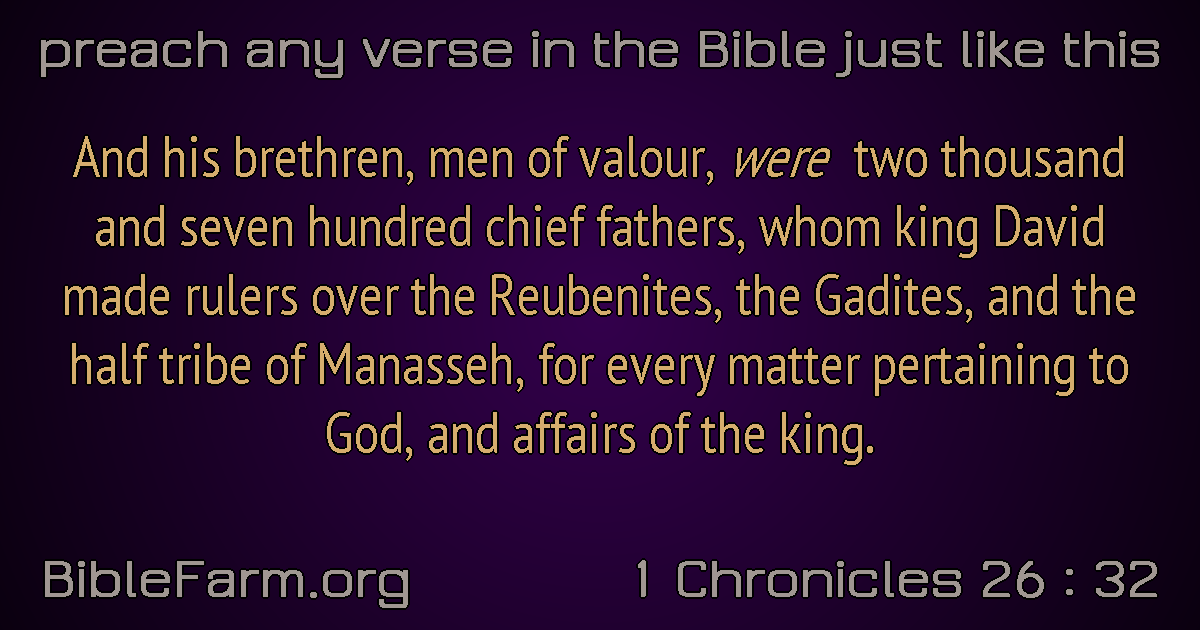 preach any verse in the Bible just like this
And his brethren, men of valour, were two thousand
and seven hundred chief fathers, whom king David
made rulers over the Reubenites, the Gadites, and the
half tribe of Manasseh, for every matter pertaining to
God, and affairs of the king.
BibleFarm.org
1 Chronicles 26 : 32